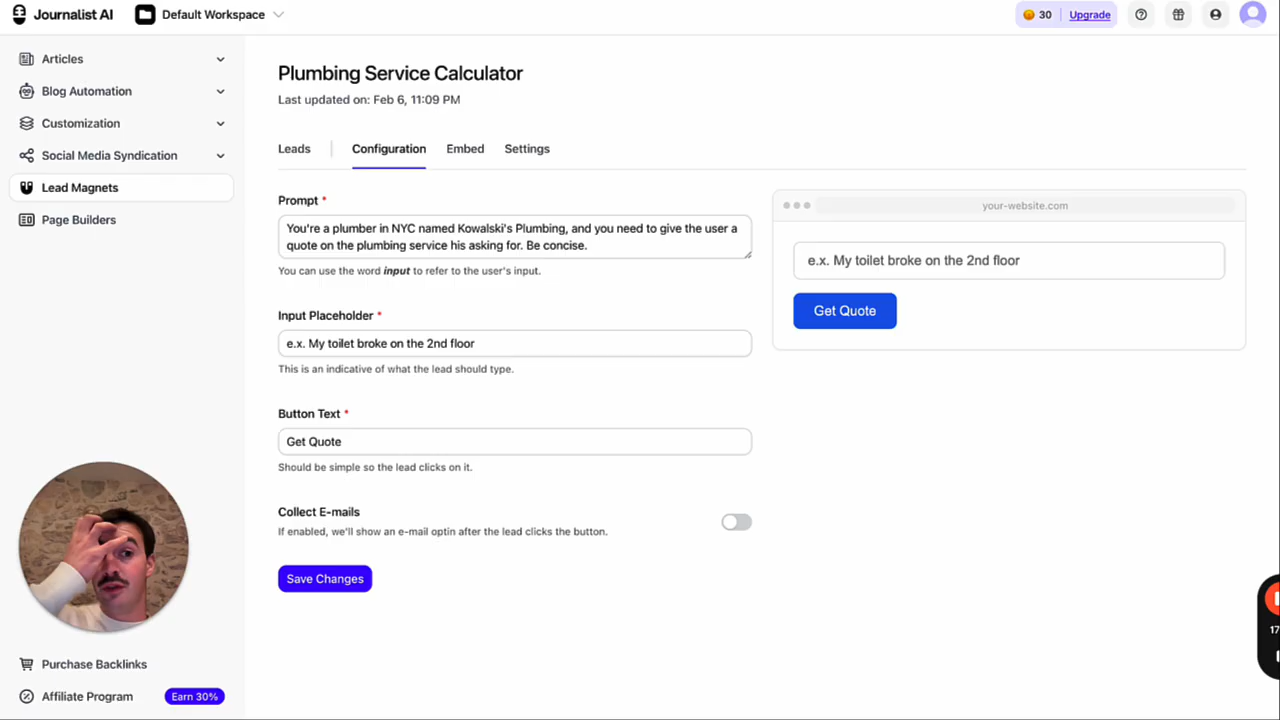 Journalist AI
Default Workspace
30
Upgrade
Articles
Blog Automation
Customization
Social Media Syndication
Lead Magnets
Page Builders
Purchase Backlinks
Affiliate Program
Earn 30%
Plumbing Service Calculator
Last updated on: Feb 6, 11:09 PM
Leads
Configuration
Embed
Settings
Prompt *
You're a plumber in NYC named Kowalski's Plumbing, and you need to give the user a
quote on the plumbing service his asking for. Be concise.
You can use the word input to refer to the user's input.
Input Placeholder *
e.x. My toilet broke on the 2nd floor
This is an indicative of what the lead should type.
Button Text *
Get Quote
Should be simple so the lead clicks on it.
Collect E-mails
If enabled, we'll show an e-mail optin after the lead clicks the button.
Save Changes
your-website.com
e.x. My toilet broke on the 2nd floor
Get Quote